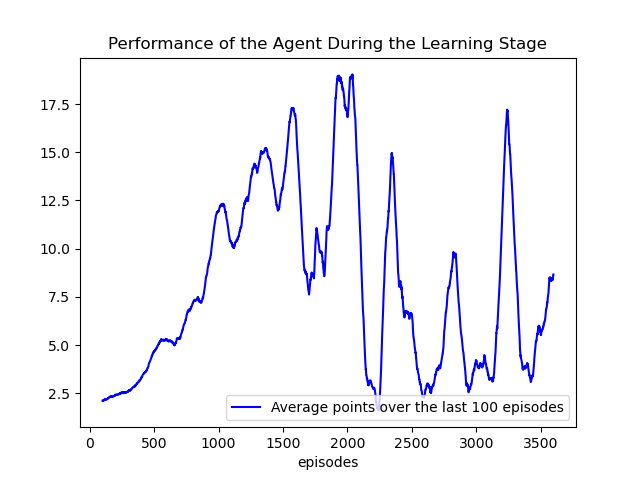 Performance of the Agent During the Learning Stage
17.5
15.0
12.5
10.0
7.5
5.0
2.5
Average points over the last 100 episodes
0 500 1000 1500 2000 2500 3000 3500
episodes